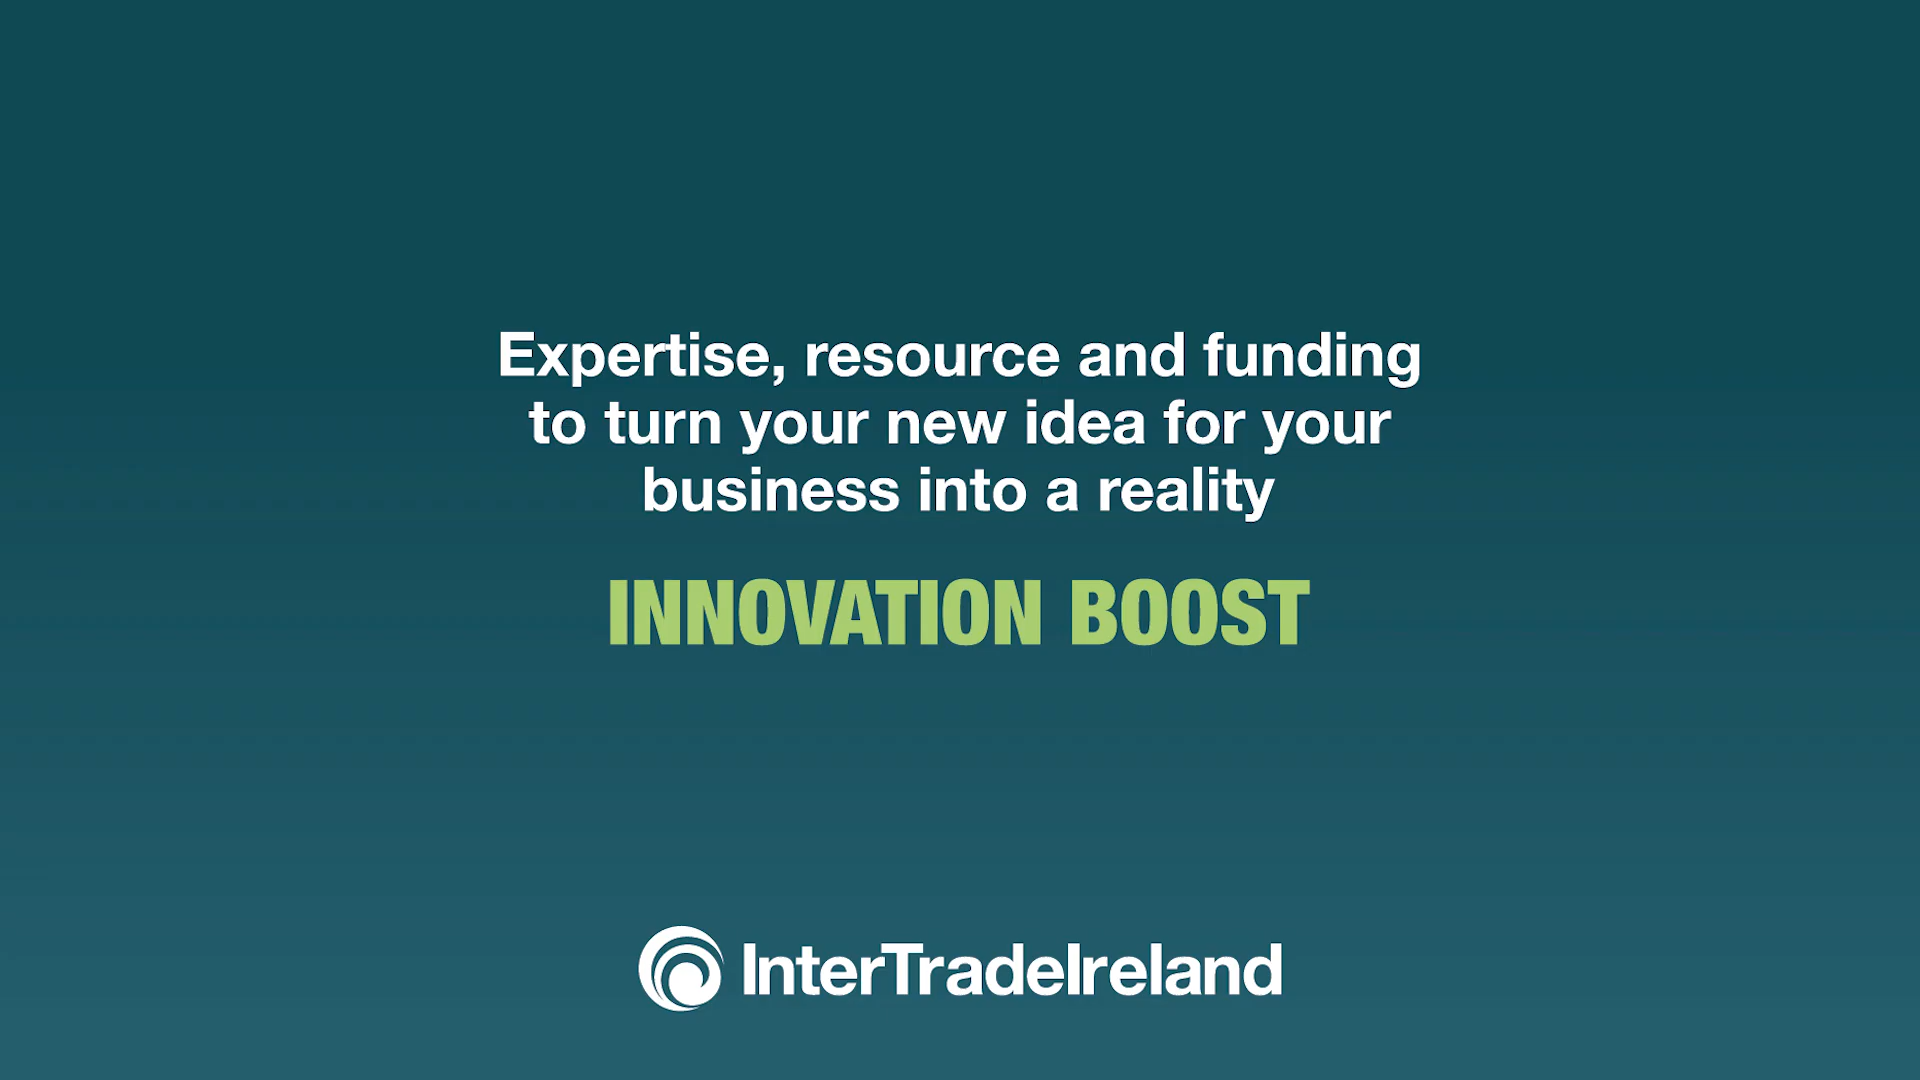 Expertise, resource and funding
to turn your new idea for your
business into a reality
INNOVATION BOOST
InterTradeIreland